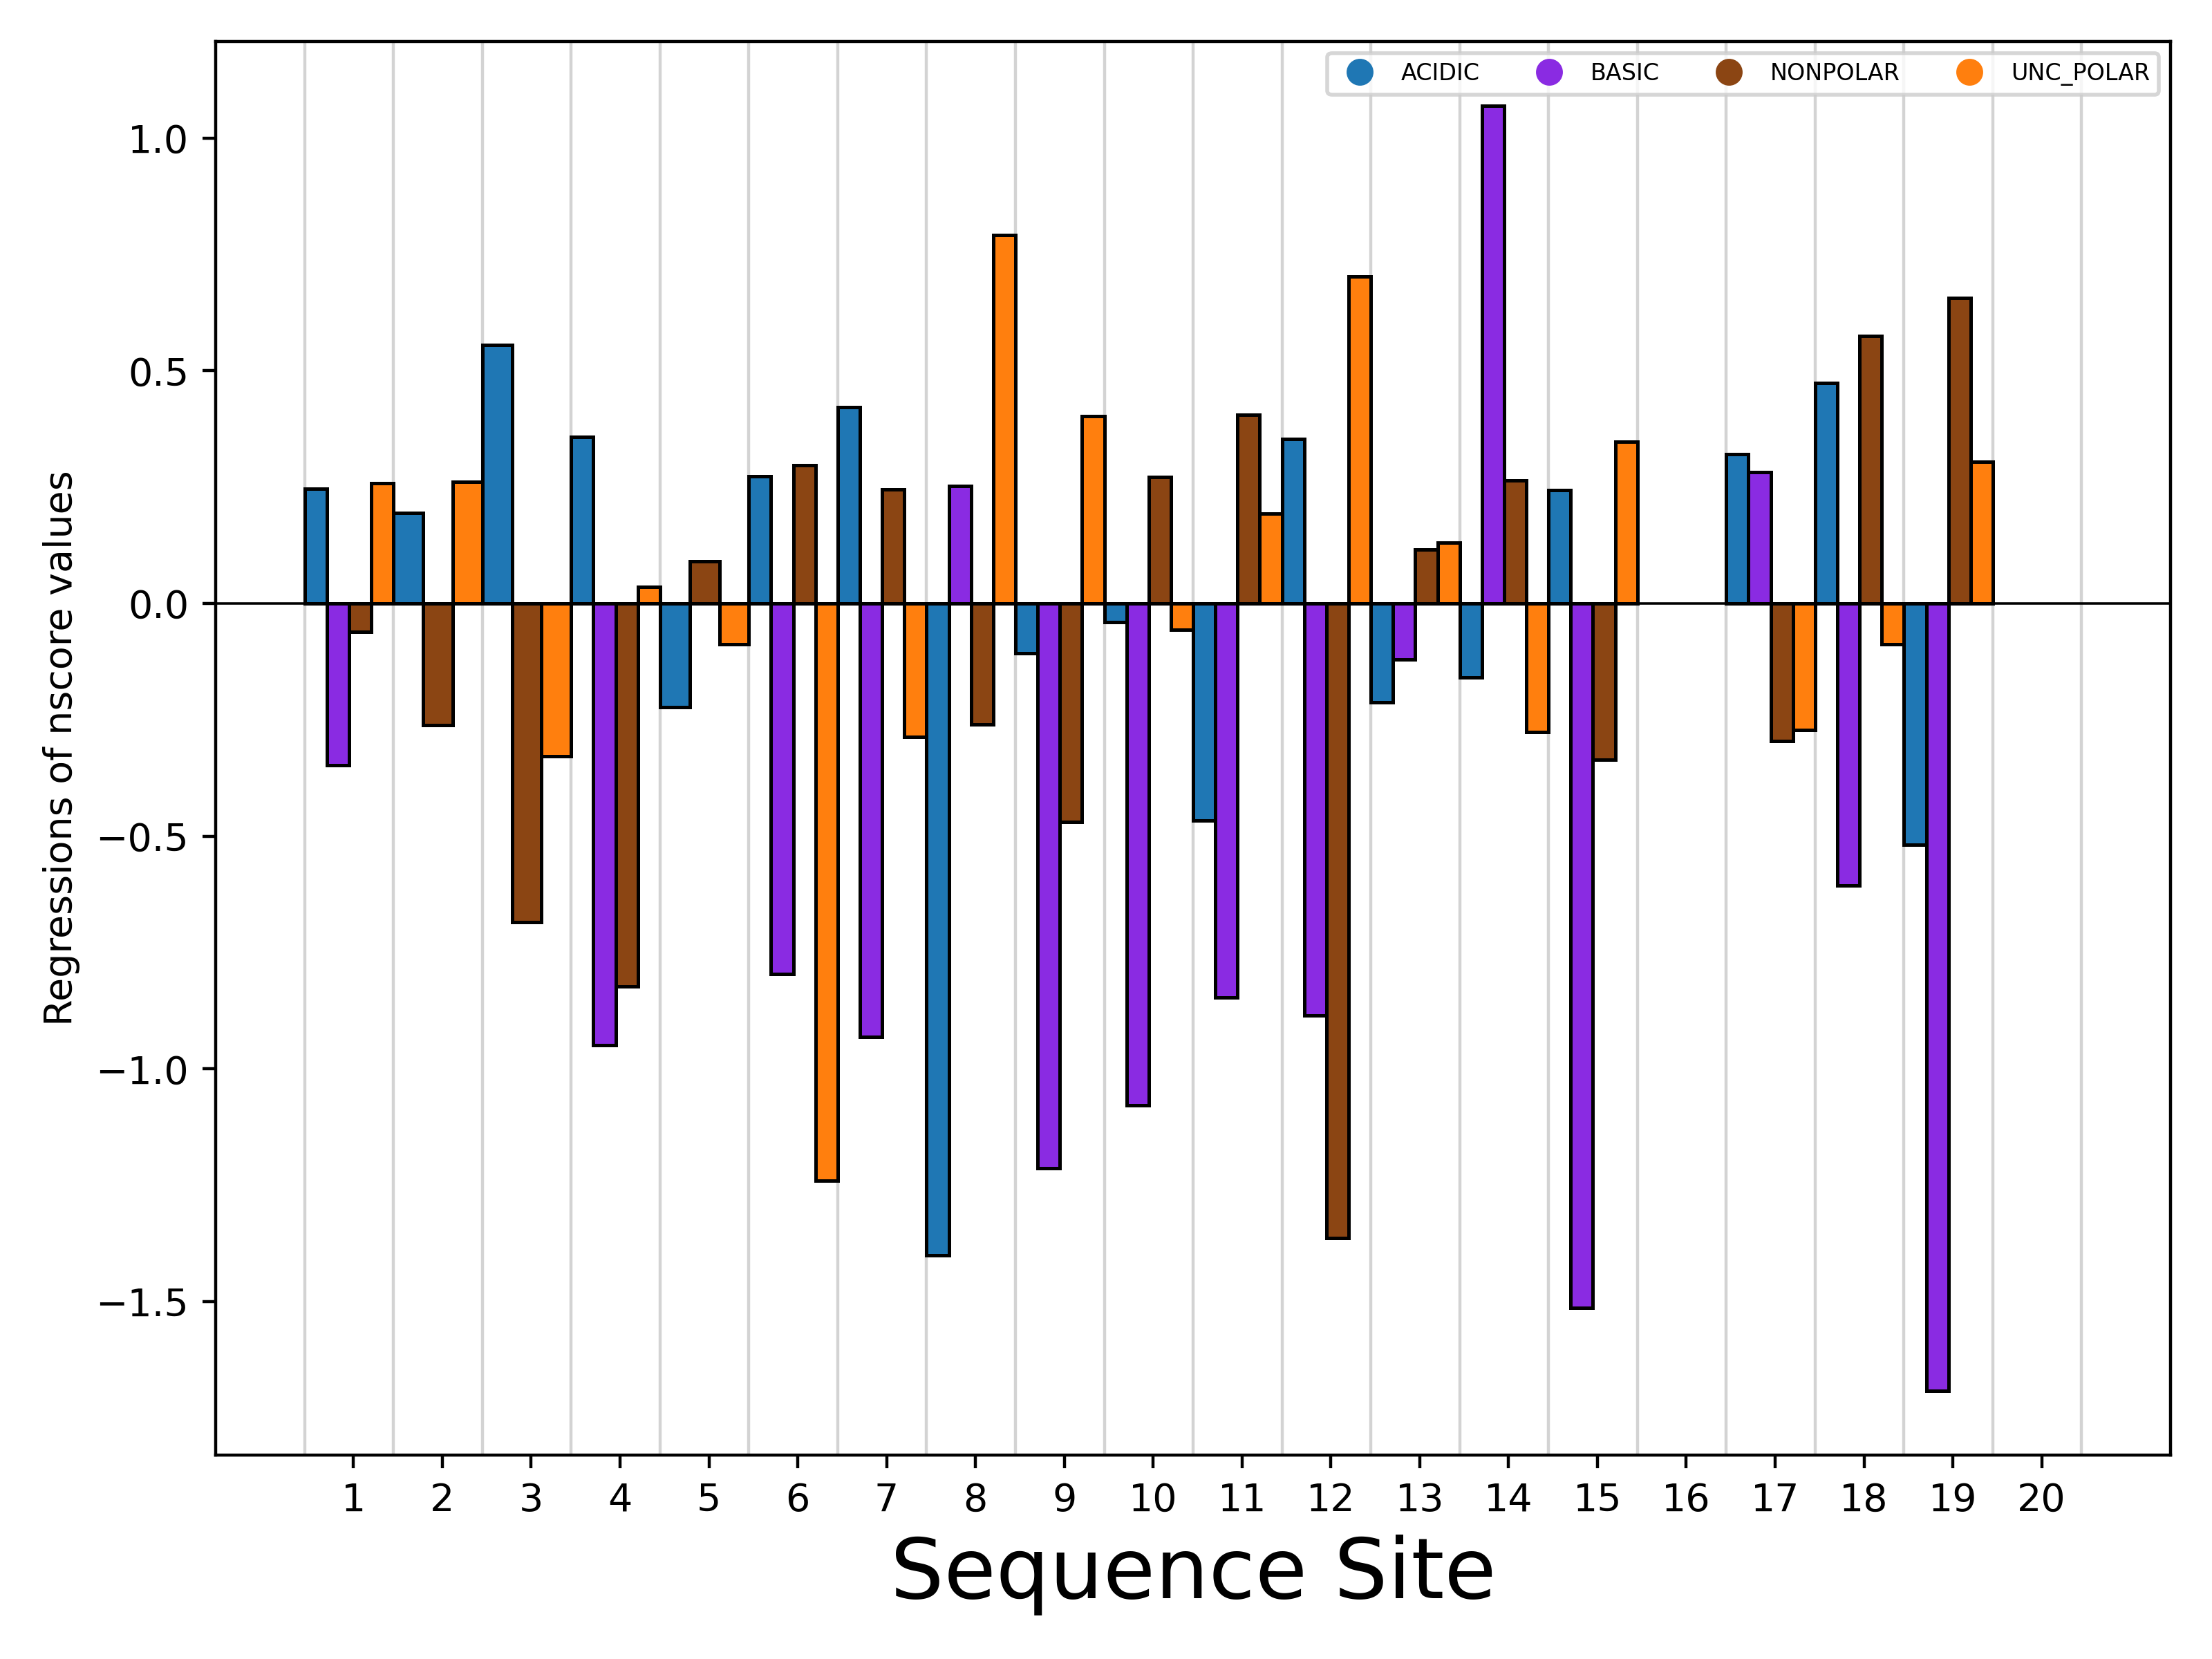 ACIDIC BASIC NONPOLAR UNC_POLAR
1.0
0.5
0.0
−0.5
−1.0
−1.5
Regressions of nscore values
1 2 3 4 5 6 7 8 9 10 11 12 13 14 15 16 17 18 19 20
Sequence Site